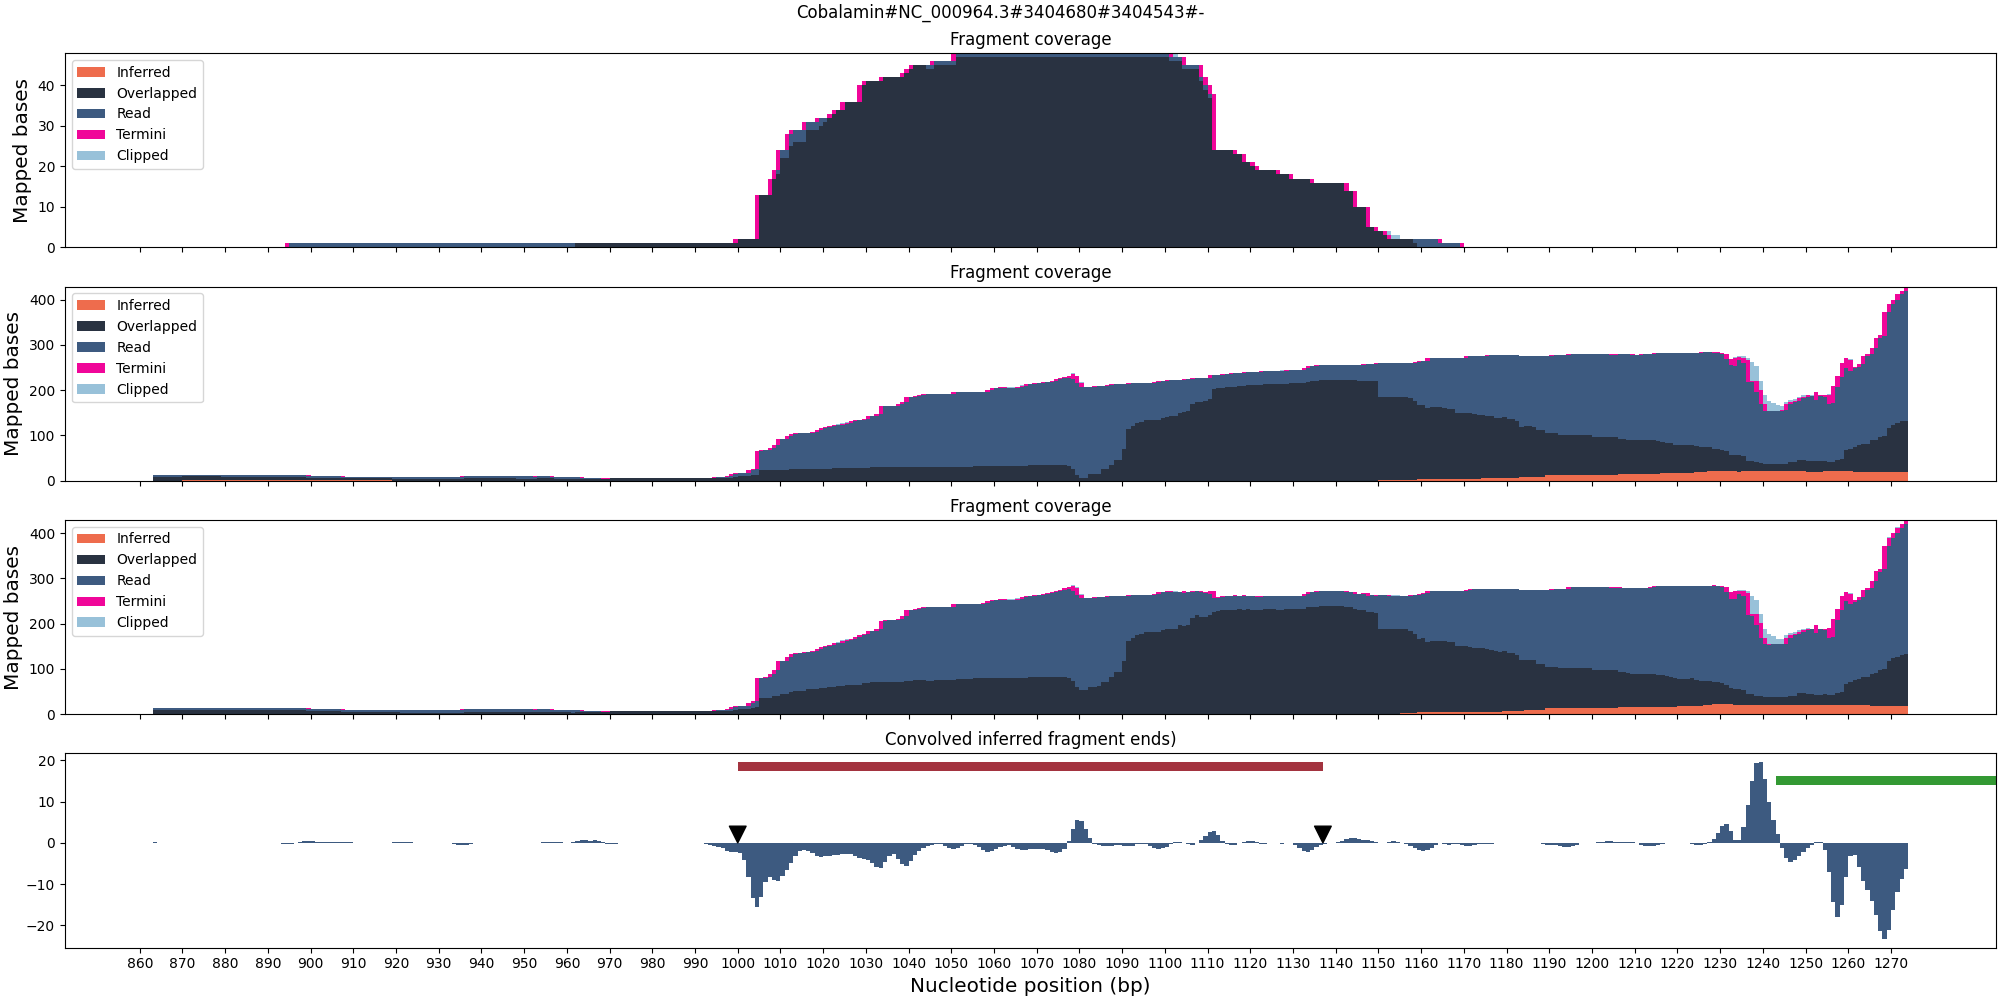 Cobalamin#NC_000964.3#3404680#3404543#-
Fragment coverage
Mapped bases
40
30
20
10
0
Inferred
Overlapped
Read
Termini
Clipped
Fragment coverage
Mapped bases
400
300
200
100
0
Inferred
Overlapped
Read
Termini
Clipped
Fragment coverage
Mapped bases
400
300
200
100
0
Inferred
Overlapped
Read
Termini
Clipped
Convolved inferred fragment ends)
20
10
0
−10
−20
860 870 880 890 900 910 920 930 940 950 960 970 980 990 1000 1010 1020 1030 1040 1050 1060 1070 1080 1090 1100 1110 1120 1130 1140 1150 1160 1170 1180 1190 1200 1210 1220 1230 1240 1250 1260 1270
Nucleotide position (bp)